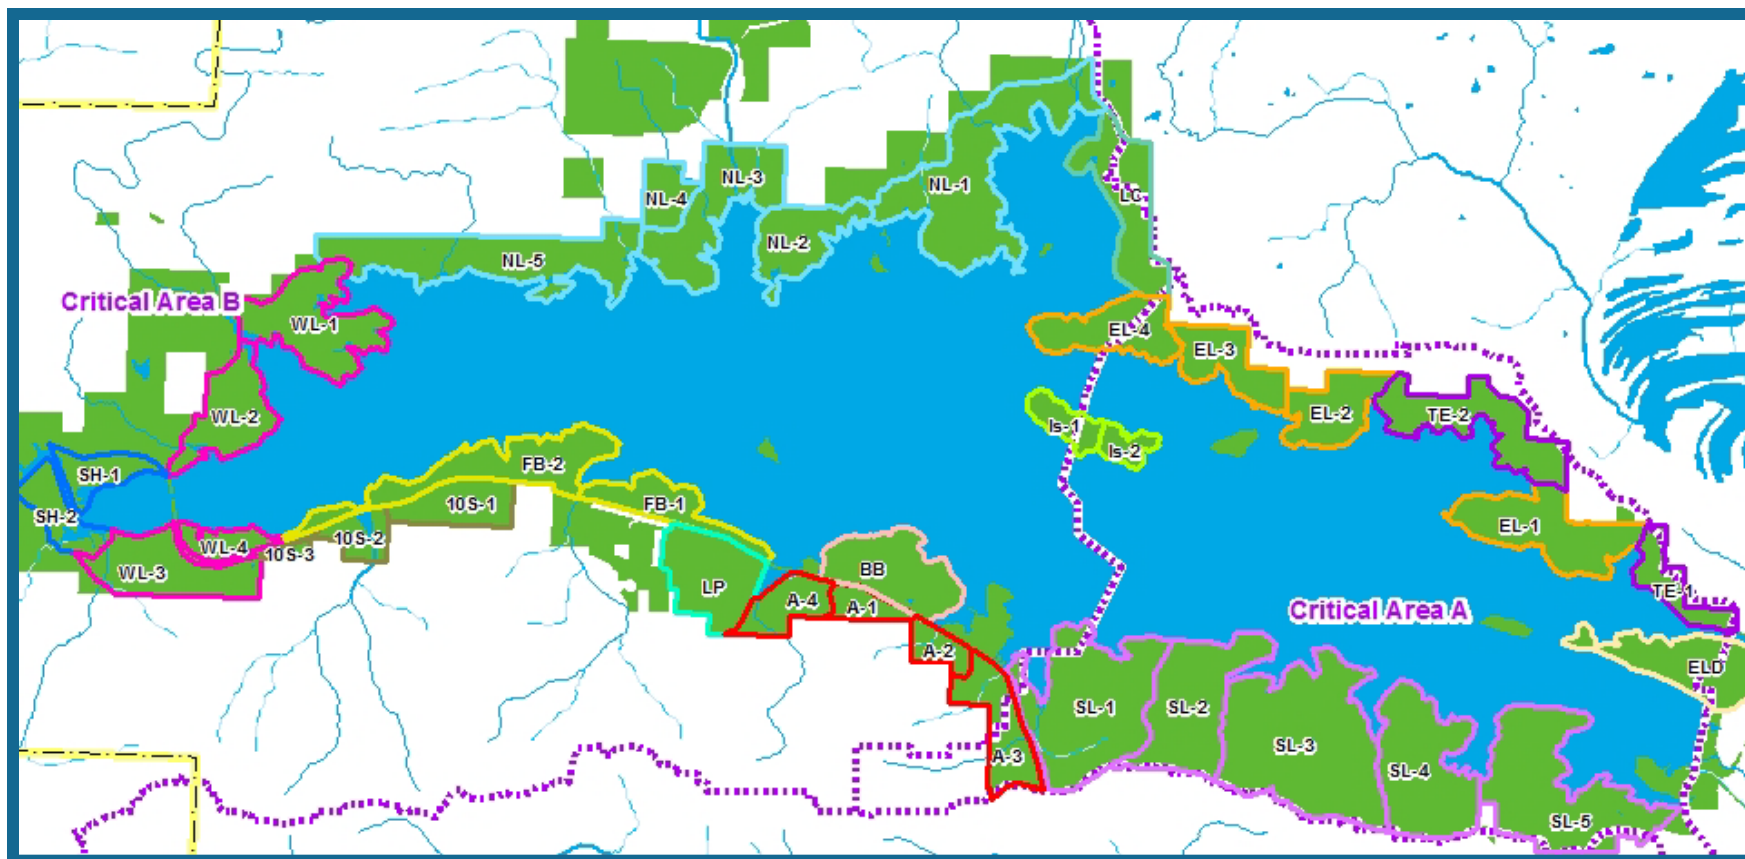 NL-3
NL-4
NL-1
LC
NL-2
NL-5
Critical Area B
WL-1
EL-4
EL-3
WL-2
EL-2
TE-2
Is-1
Is-2
FB-2
SH-1
10S-1
FB-1
SH-2
EL-1
10S-2
WL-4
10S-3
WL-3
BB
LP
A-4
A-1
TE-1
Critical Area A
A-2
ELD
SL-1
SL-2
SL-3
A-3
SL-4
SL-5